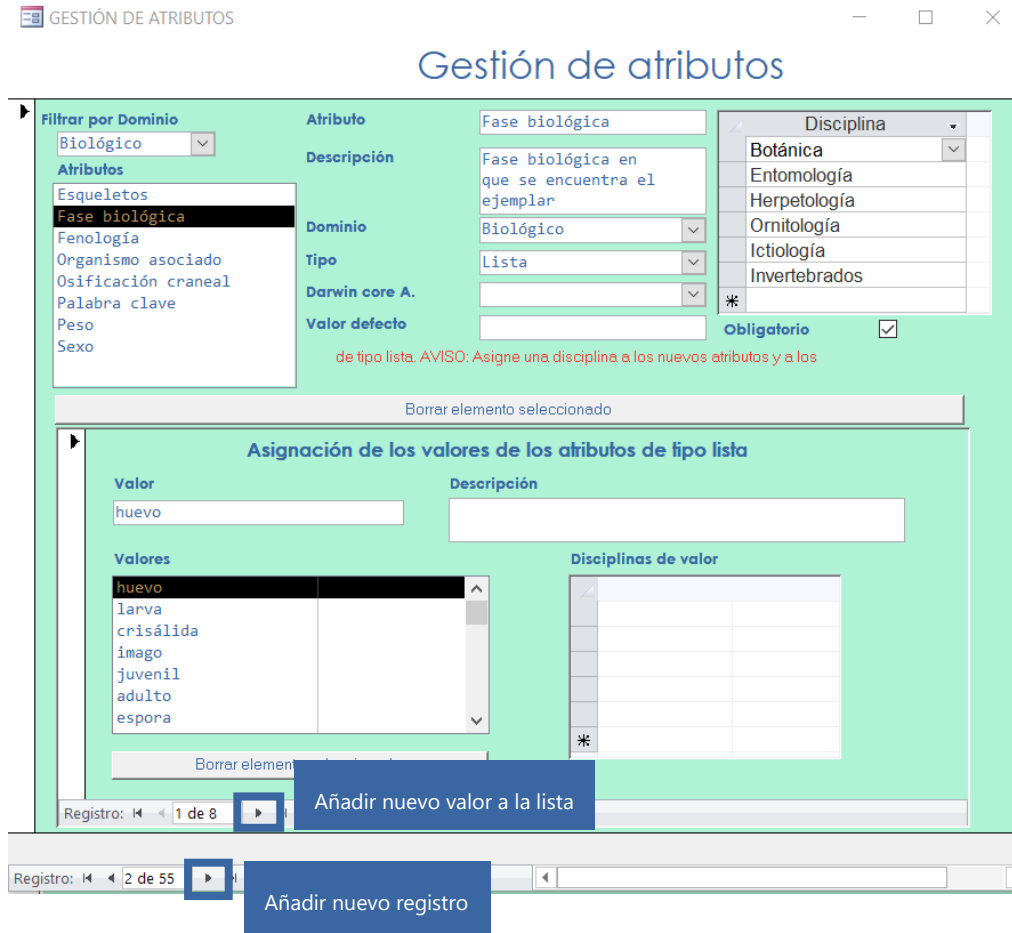 GESTIÓN DE ATRIBUTOS
Gestión de atributos
Filtrar por Dominio
Biológico
Atributos
Esqueletos
Fase biológica
Fenología
Organismo asociado
Osificación craneal
Palabra clave
Peso
Sexo
Atributo
Fase biológica
Descripción
Fase biológica en
que se encuentra el
ejemplar
Dominio
Biológico
Tipo
Lista
Darwin core A.
Valor defecto
Disciplina
Botánica
Entomología
Herpetología
Ornitología
Ictiología
Invertebrados
Obligatorio
de tipo lista. AVISO: Asigne una disciplina a los nuevos atributos y a los
Borrar elemento seleccionado
Asignación de los valores de los atributos de tipo lista
Valor
huevo
Descripción
Valores
huevo
larva
crisálida
imago
juvenil
adulto
espora
Disciplinas de valor
Borrar elemen
Añadir nuevo valor a la lista
Registro: 1 de 8
Registro: 2 de 55
Añadir nuevo registro